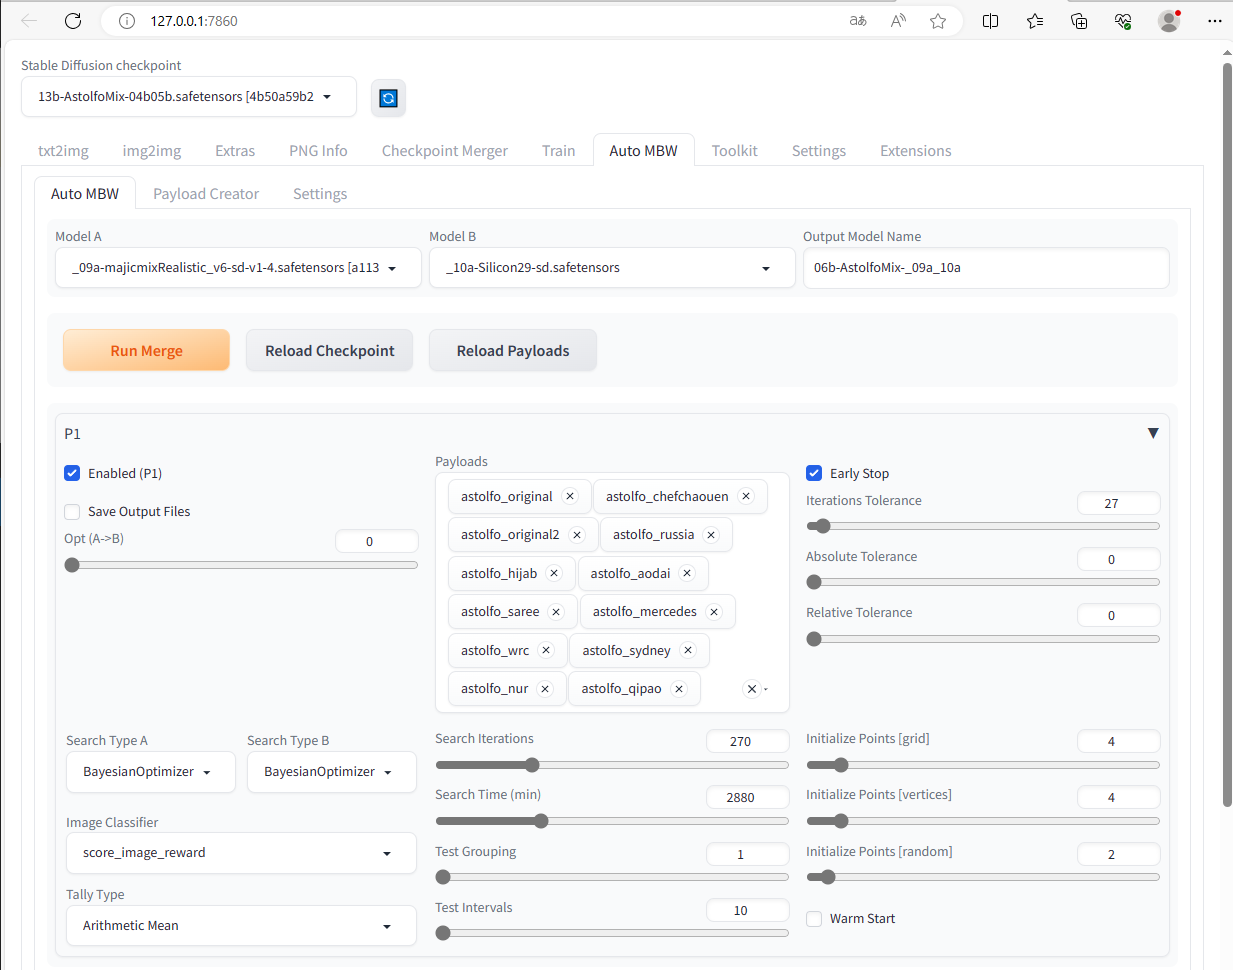 127.0.0.1:7860
aあ
A
Stable Diffusion checkpoint
13b-AstolfoMix-04b05b.safetensors [4b50a59b2
txt2img img2img Extras PNG Info Checkpoint Merger Train Auto MBW Toolkit Settings Extensions
Auto MBW Payload Creator Settings
Model A Model B Output Model Name
_09a-majicmixRealistic_v6-sd-v1-4.safetensors [a113 _10a-Silicon29-sd.safetensors 06b-AstolfoMix-_09a_10a
Run Merge Reload Checkpoint Reload Payloads
P1
Enabled (P1)
Save Output Files
Opt (A->B) 0
Payloads
astolfo_original astolfo_chefchaouen
astolfo_original2 astolfo_russia
astolfo_hijab astolfo_aodai
astolfo_saree astolfo_mercedes
astolfo_wrc astolfo_sydney
astolfo_nur astolfo_qipao
Early Stop
Iterations Tolerance 27
Absolute Tolerance 0
Relative Tolerance 0
Search Type A Search Type B
BayesianOptimizer BayesianOptimizer
Image Classifier
score_image_reward
Tally Type
Arithmetic Mean
Search Iterations 270
Search Time (min) 2880
Test Grouping 1
Test Intervals 10
Initialize Points [grid] 4
Initialize Points [vertices] 4
Initialize Points [random] 2
Warm Start